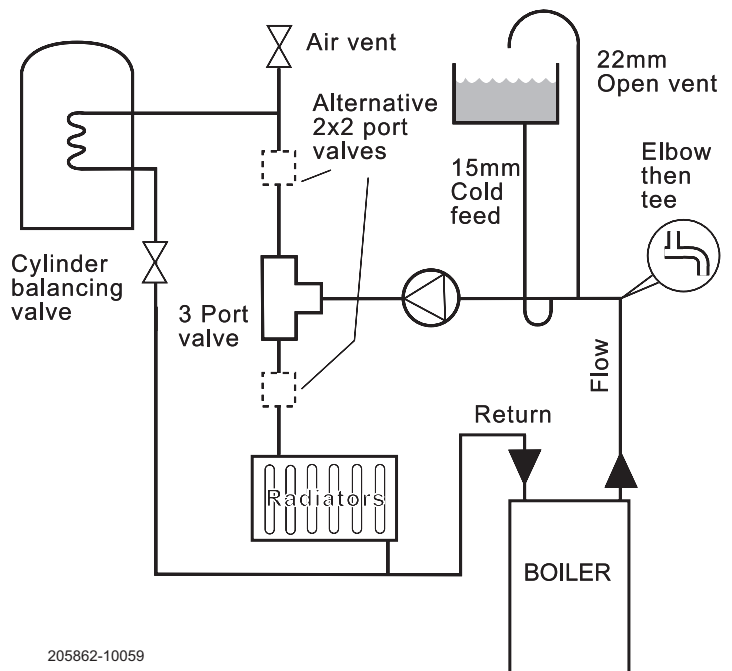 Air vent
Alternative
2x2 port
valves
22mm
Open vent
15mm
Cold
feed
Elbow
then
tee
Cylinder
balancing
valve
3 Port
valve
Flow
Return
Radiators
BOILER
205862-10059